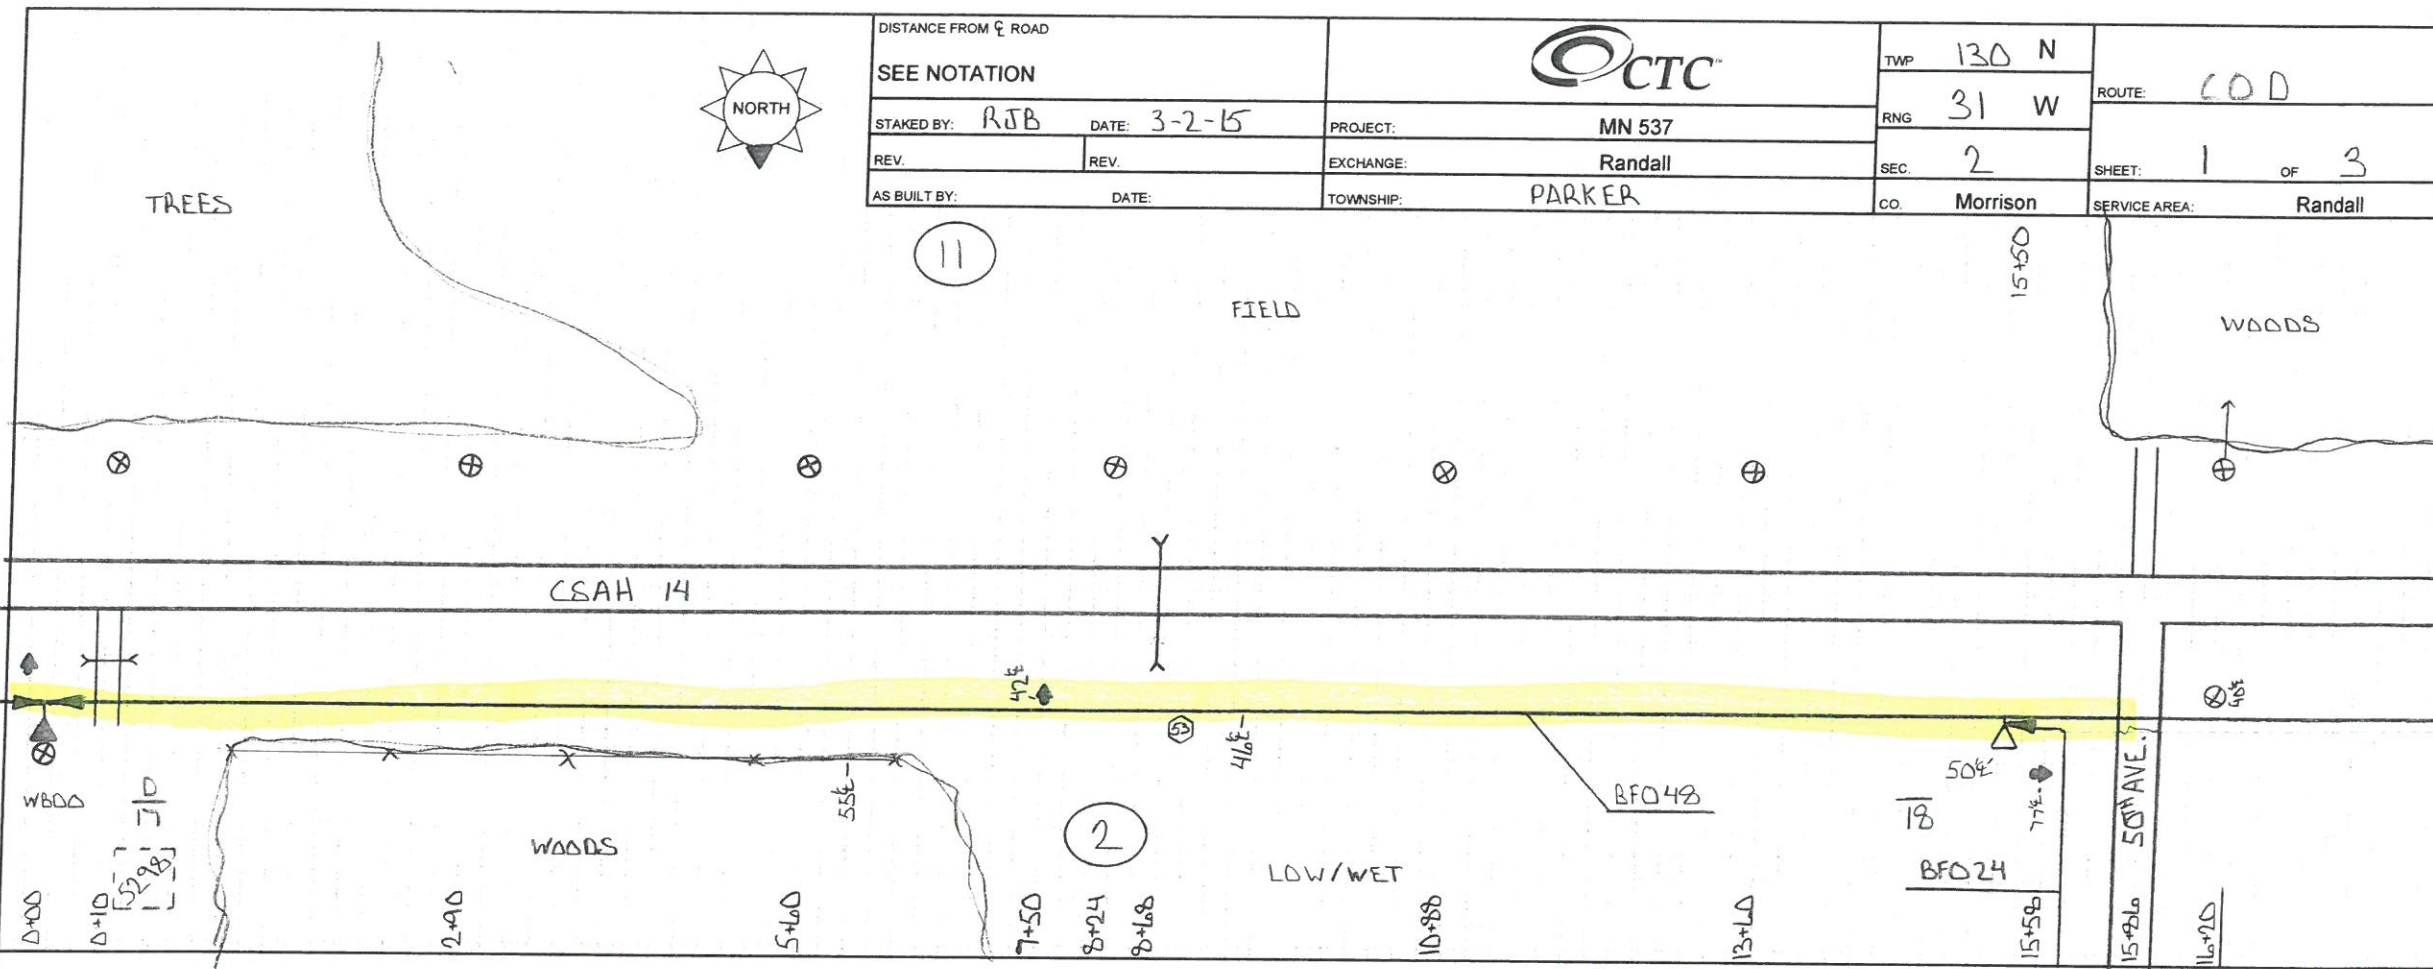 DISTANCE FROM ℄ ROAD
SEE NOTATION
STAKED BY: RJB DATE: 3-2-15
REV. REV.
AS BUILT BY: DATE:
CTC
PROJECT: MN 537
EXCHANGE: Randall
TOWNSHIP: PARKER
TWP 130 N
RNG 31 W
SEC. 2
CO. Morrison
ROUTE: COD
SHEET: 1 OF 3
SERVICE AREA: Randall
NORTH
TREES
11
FIELD
15+50
WOODS
CSAH 14
42℄
53
46℄
40℄
55℄
50℄
77℄
WOODS
2
LOW/WET
BFO48
18
BFO24
50TH AVE.
5298
0+00
0+10
2+90
5+60
7+50
8+24
8+68
10+88
13+60
15+58
15+86
16+20